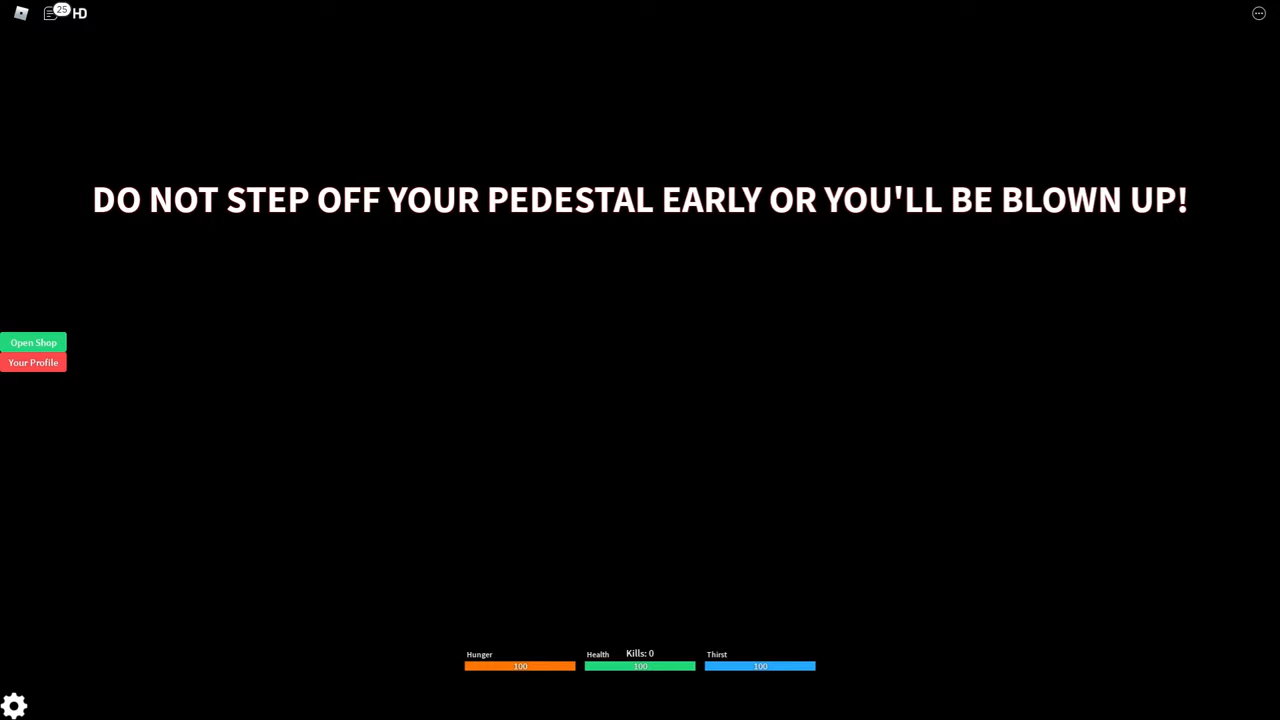 25
HD
DO NOT STEP OFF YOUR PEDESTAL EARLY OR YOU'LL BE BLOWN UP!
Open Shop
Your Profile
Hunger
Health
Kills: 0
Thirst
100
100
100